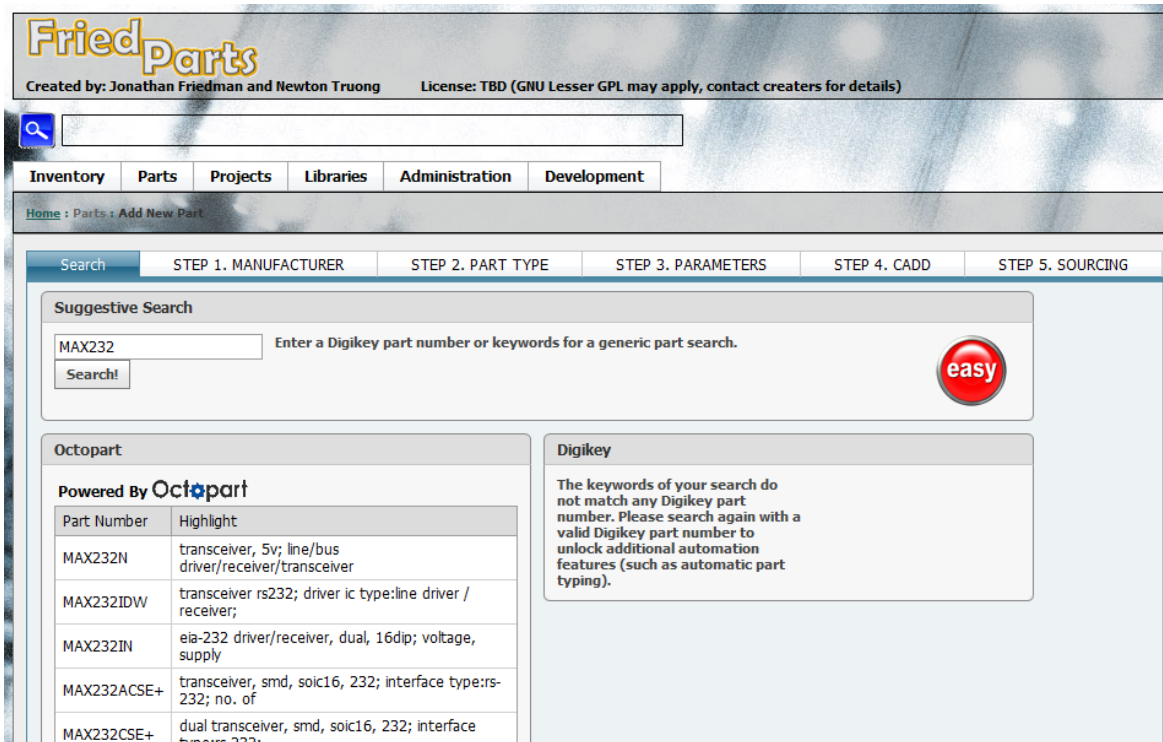 Fried Parts
Created by: Jonathan Friedman and Newton Truong License: TBD (GNU Lesser GPL may apply, contact creaters for details)
Inventory Parts Projects Libraries Administration Development
Home : Parts : Add New Part
Search STEP 1. MANUFACTURER STEP 2. PART TYPE STEP 3. PARAMETERS STEP 4. CADD STEP 5. SOURCING
Suggestive Search
MAX232 Enter a Digikey part number or keywords for a generic part search.
Search!
easy
Octopart
Powered By Octopart
Part Number Highlight
MAX232N transceiver, 5v; line/bus
driver/receiver/transceiver
MAX232IDW transceiver rs232; driver ic type:line driver /
receiver;
MAX232IN eia-232 driver/receiver, dual, 16dip; voltage,
supply
MAX232ACSE+ transceiver, smd, soic16, 232; interface type:rs-
232; no. of
MAX232CSE+ dual transceiver, smd, soic16, 232; interface
type:rs 232;
Digikey
The keywords of your search do
not match any Digikey part
number. Please search again with a
valid Digikey part number to
unlock additional automation
features (such as automatic part
typing).